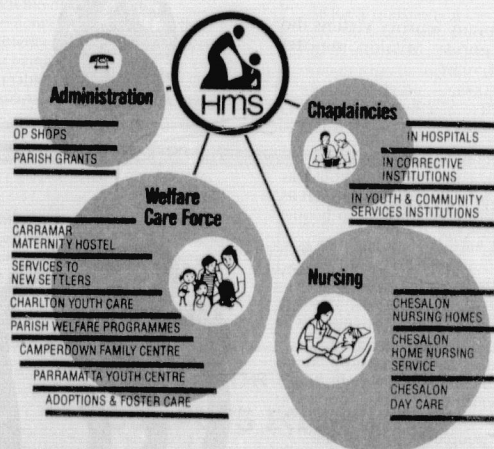 HMS
Administration
OP SHOPS
PARISH GRANTS
Chaplaincies
IN HOSPITALS
IN CORRECTIVE
INSTITUTIONS
IN YOUTH & COMMUNITY
SERVICES INSTITUTIONS
Welfare
Care Force
CARRAMAR
MATERNITY HOSTEL
SERVICES TO
NEW SETTLERS
CHARLTON YOUTH CARE
PARISH WELFARE PROGRAMMES
CAMPERDOWN FAMILY CENTRE
PARRAMATTA YOUTH CENTRE
ADOPTIONS & FOSTER CARE
Nursing
CHESALON
NURSING HOMES
CHESALON
HOME NURSING
SERVICE
CHESALON
DAY CARE